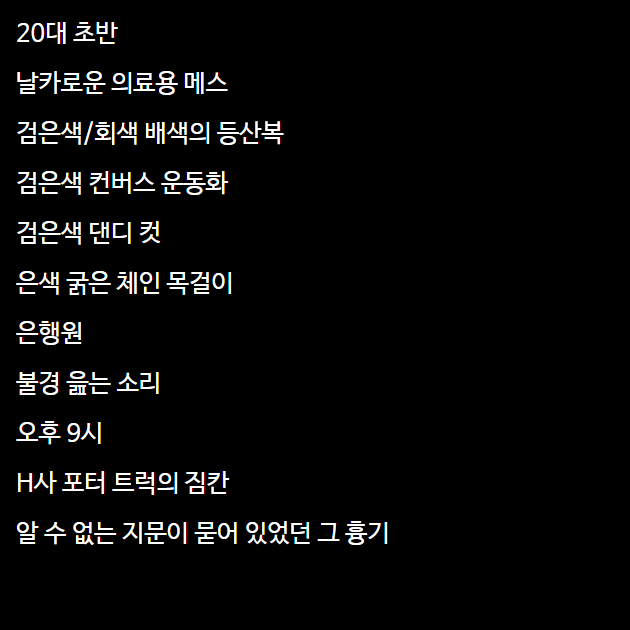 20대 초반
날카로운 의료용 메스
검은색/회색 배색의 등산복
검은색 컨버스 운동화
검은색 댄디 컷
은색 굵은 체인 목걸이
은행원
불경 읊는 소리
오후 9시
H사 포터 트럭의 짐칸
알 수 없는 지문이 묻어 있었던 그 흉기